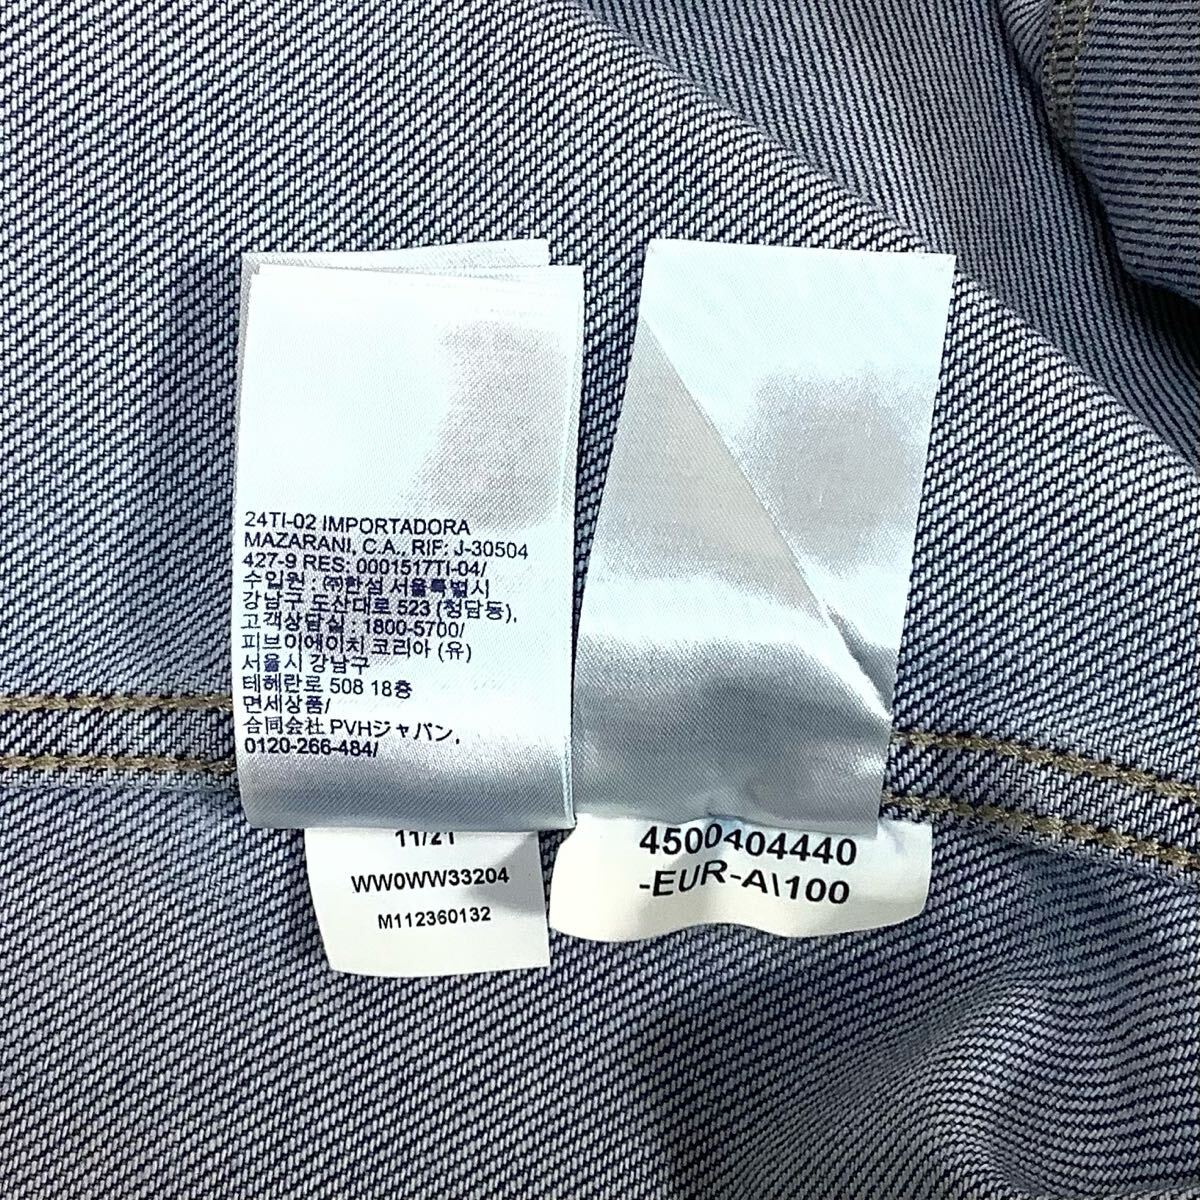 24TI-02 IMPORTADORA
MAZARANI, C.A., RIF: J-30504
427-9 RES: 0001517TI-04/
수입원 : ㈜한섬 서울특별시
강남구 도산대로 523 (청담동),
고객상담실 : 1800-5700/
피브이에이치 코리아 (유)
서울시 강남구
테헤란로 508 18층
면세상품/
合同会社 PVHジャパン,
0120-266-484/
11/21
WW0WW33204
M112360132
4500404440
-EUR-A\100